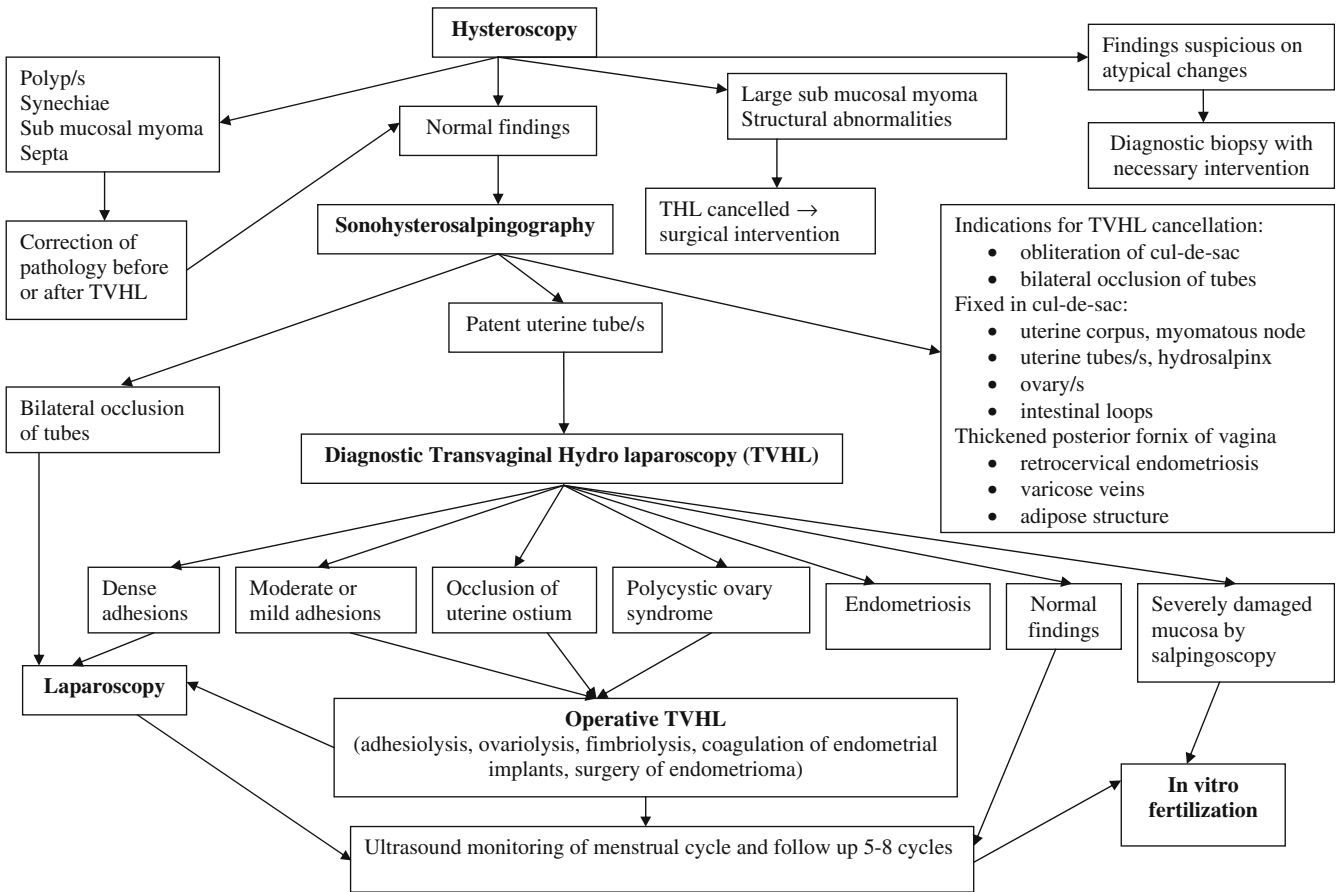 Hysteroscopy
Polyp/s
Synechiae
Sub mucosal myoma
Septa
Normal findings
Large sub mucosal myoma
Structural abnormalities
Findings suspicious on
atypical changes
Diagnostic biopsy with
necessary intervention
Correction of
pathology before
or after TVHL
Sonohysterosalpingography
THL cancelled →
surgical intervention
Indications for TVHL cancellation:
• obliteration of cul-de-sac
• bilateral occlusion of tubes
Fixed in cul-de-sac:
• uterine corpus, myomatous node
• uterine tubes/s, hydrosalpinx
• ovary/s
• intestinal loops
Thickened posterior fornix of vagina
• retrocervical endometriosis
• varicose veins
• adipose structure
Patent uterine tube/s
Bilateral occlusion
of tubes
Diagnostic Transvaginal Hydro laparoscopy (TVHL)
Dense
adhesions
Moderate or
mild adhesions
Occlusion of
uterine ostium
Polycystic ovary
syndrome
Endometriosis
Normal
findings
Severely damaged
mucosa by
salpingoscopy
Laparoscopy
Operative TVHL
(adhesiolysis, ovariolysis, fimbriolysis, coagulation of endometrial
implants, surgery of endometrioma)
In vitro
fertilization
Ultrasound monitoring of menstrual cycle and follow up 5-8 cycles